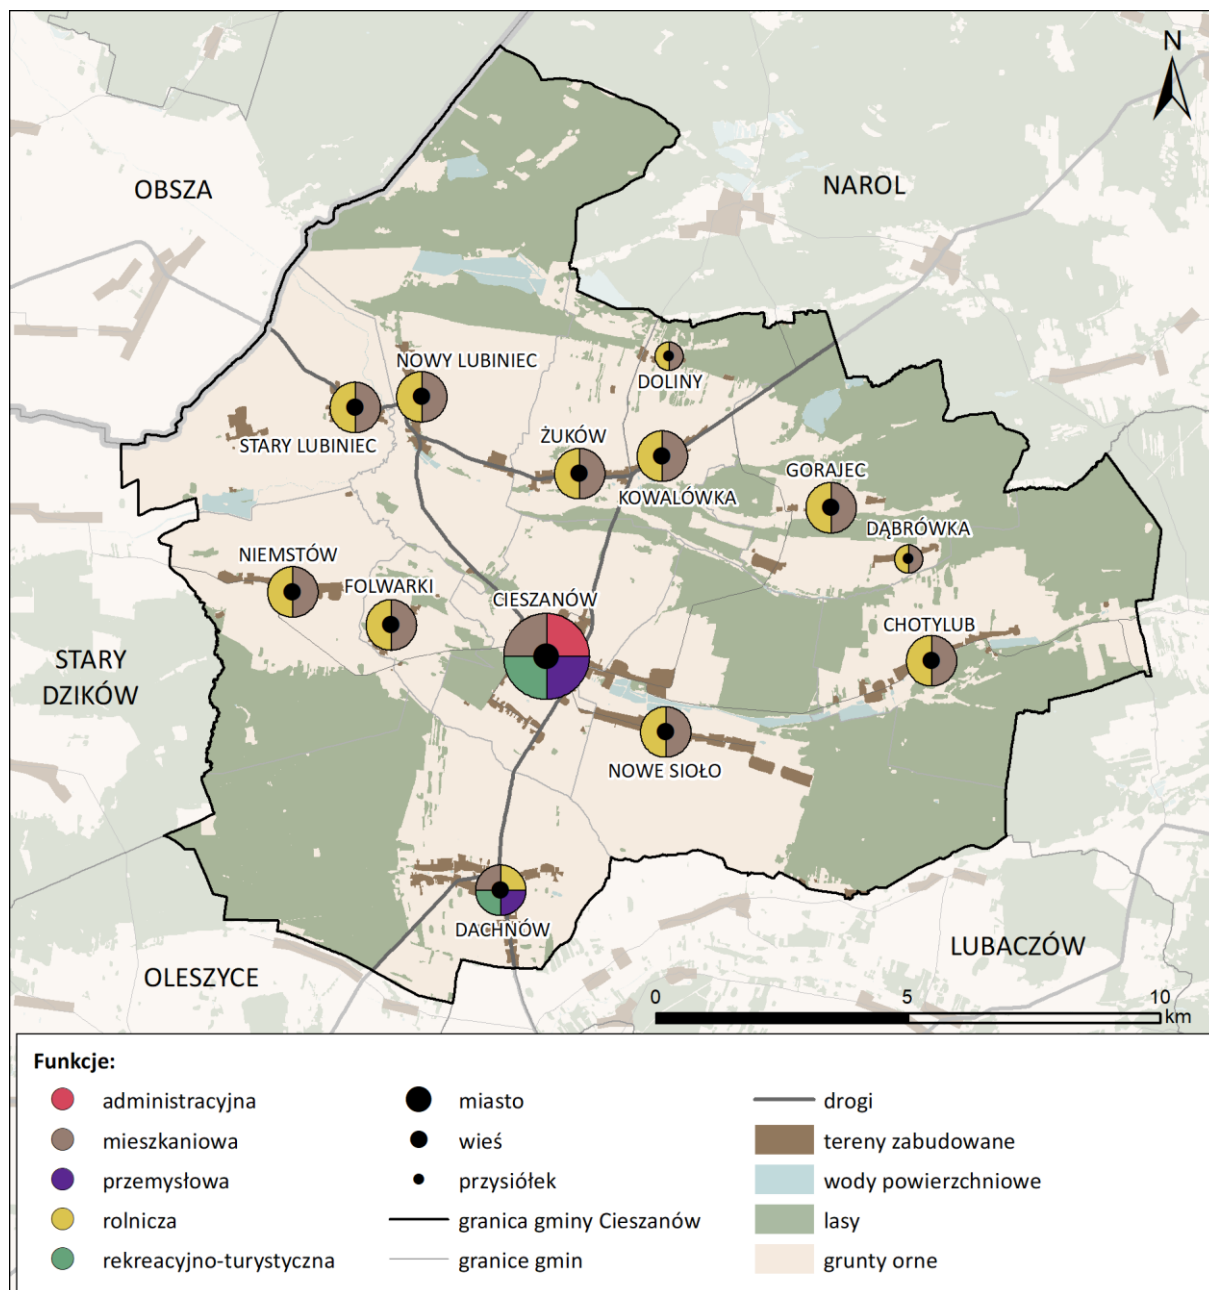 N
OBSZA
NAROL
NOWY LUBINIEC
DOLINY
STARY LUBINIEC
ŻUKÓW
KOWALÓWKA
GORAJEC
DĄBRÓWKA
NIEMSTÓW
FOLWARKI
CIESZANÓW
CHOTYLUB
STARY
DZIKÓW
NOWE SIOŁO
DACHNÓW
LUBACZÓW
OLESZYCE
0 5 10
km
Funkcje:
administracyjna
mieszkaniowa
przemysłowa
rolnicza
rekreacyjno-turystyczna
miasto
wieś
przysiółek
granica gminy Cieszanów
granice gmin
drogi
tereny zabudowane
wody powierzchniowe
lasy
grunty orne